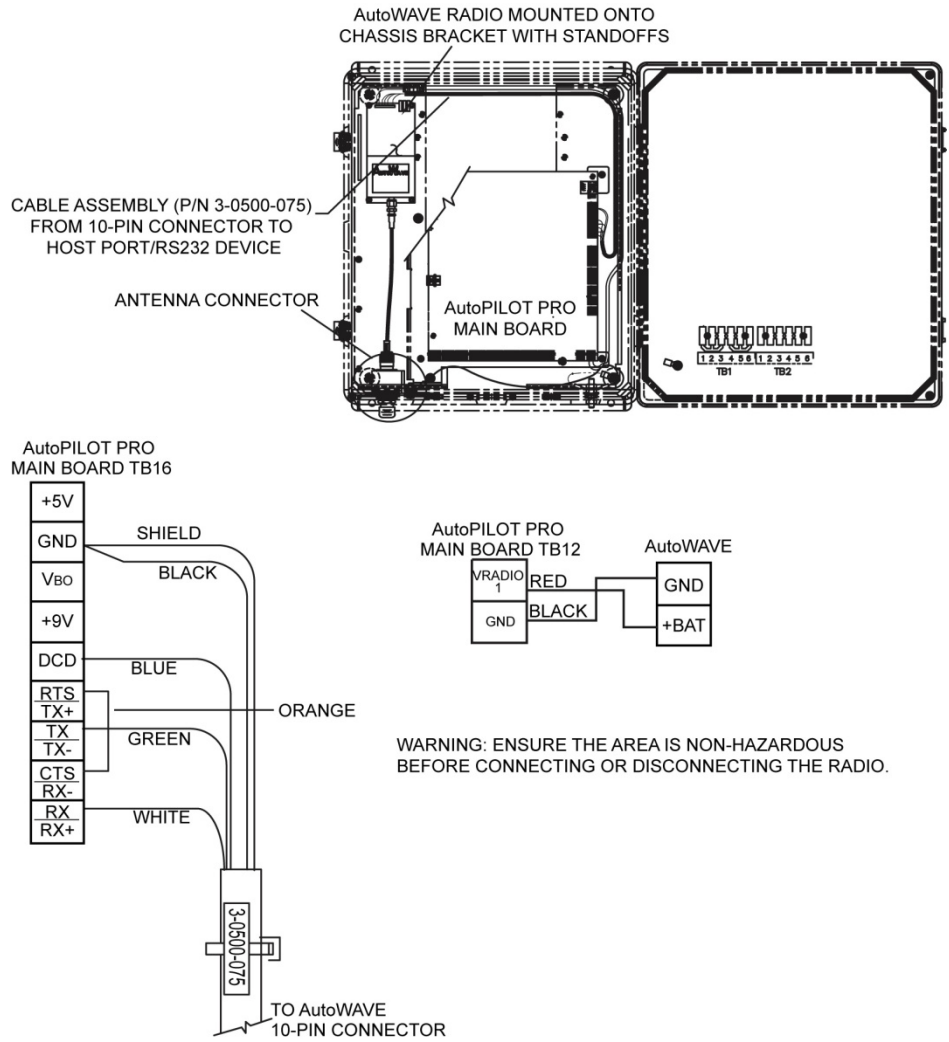 AutoWAVE RADIO MOUNTED ONTO
CHASSIS BRACKET WITH STANDOFFS
CABLE ASSEMBLY (P/N 3-0500-075)
FROM 10-PIN CONNECTOR TO
HOST PORT/RS232 DEVICE
ANTENNA CONNECTOR
AutoPILOT PRO
MAIN BOARD
1 2 3 4 5 6 1 2 3 4 5 6
TB1 TB2
AutoPILOT PRO
MAIN BOARD TB16
+5V
GND
SHIELD
BLACK
VBO
+9V
DCD
BLUE
RTS
TX+
ORANGE
TX
TX-
GREEN
CTS
RX-
RX
RX+
WHITE
3-0500-075
TO AutoWAVE
10-PIN CONNECTOR
AutoPILOT PRO
MAIN BOARD TB12
AutoWAVE
VRADIO
1
RED
GND
GND
BLACK
+BAT
WARNING: ENSURE THE AREA IS NON-HAZARDOUS
BEFORE CONNECTING OR DISCONNECTING THE RADIO.